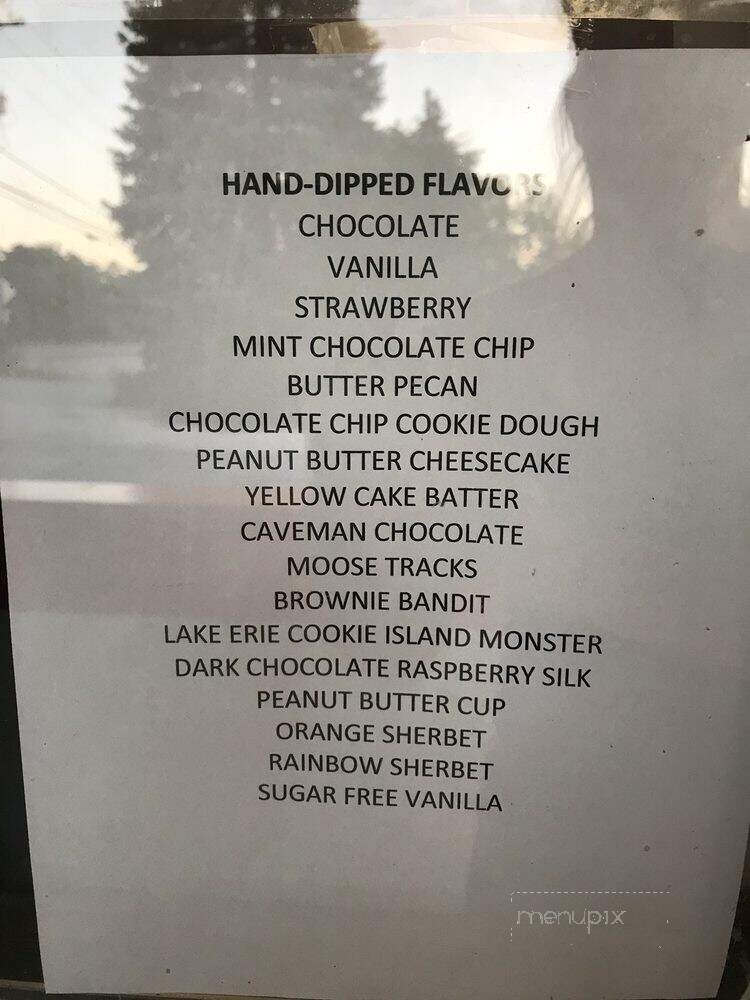 HAND-DIPPED FLAVORS
CHOCOLATE
VANILLA
STRAWBERRY
MINT CHOCOLATE CHIP
BUTTER PECAN
CHOCOLATE CHIP COOKIE DOUGH
PEANUT BUTTER CHEESECAKE
YELLOW CAKE BATTER
CAVEMAN CHOCOLATE
MOOSE TRACKS
BROWNIE BANDIT
LAKE ERIE COOKIE ISLAND MONSTER
DARK CHOCOLATE RASPBERRY SILK
PEANUT BUTTER CUP
ORANGE SHERBET
RAINBOW SHERBET
SUGAR FREE VANILLA
menupix